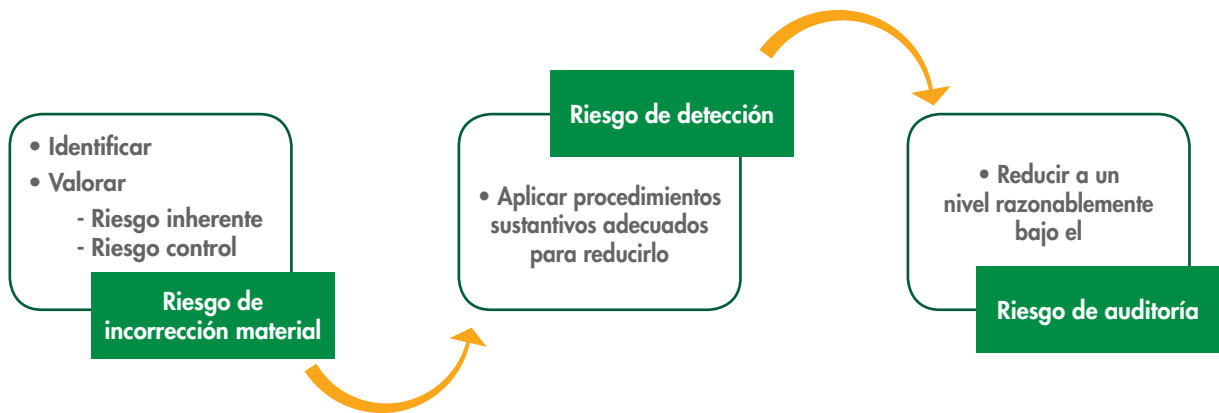 • Identificar
• Valorar
- Riesgo inherente
- Riesgo control
Riesgo de
incorrección material
Riesgo de detección
• Aplicar procedimientos
sustantivos adecuados
para reducirlo
• Reducir a un
nivel razonablemente
bajo el
Riesgo de auditoría